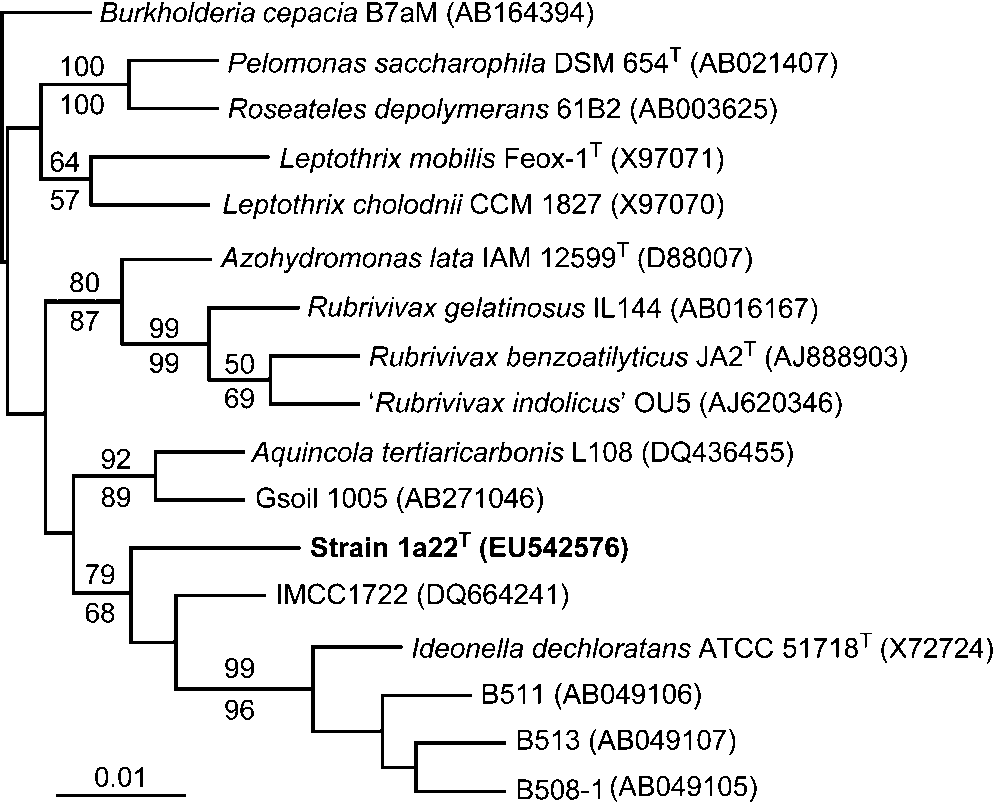 Burkholderia cepacia B7aM (AB164394)
100
Pelomonas saccharophila DSM 654T (AB021407)
100
Roseateles depolymerans 61B2 (AB003625)
64
Leptothrix mobilis Feox-1T (X97071)
57
Leptothrix cholodnii CCM 1827 (X97070)
Azohydromonas lata IAM 12599T (D88007)
80
87
Rubrivivax gelatinosus IL144 (AB016167)
99
99
Rubrivivax benzoatilyticus JA2T (AJ888903)
50
69
‘Rubrivivax indolicus’ OU5 (AJ620346)
Aquincola tertiaricarbonis L108 (DQ436455)
92
89
Gsoil 1005 (AB271046)
Strain 1a22T (EU542576)
79
68
IMCC1722 (DQ664241)
Ideonella dechloratans ATCC 51718T (X72724)
99
96
B511 (AB049106)
B513 (AB049107)
B508-1 (AB049105)
0.01